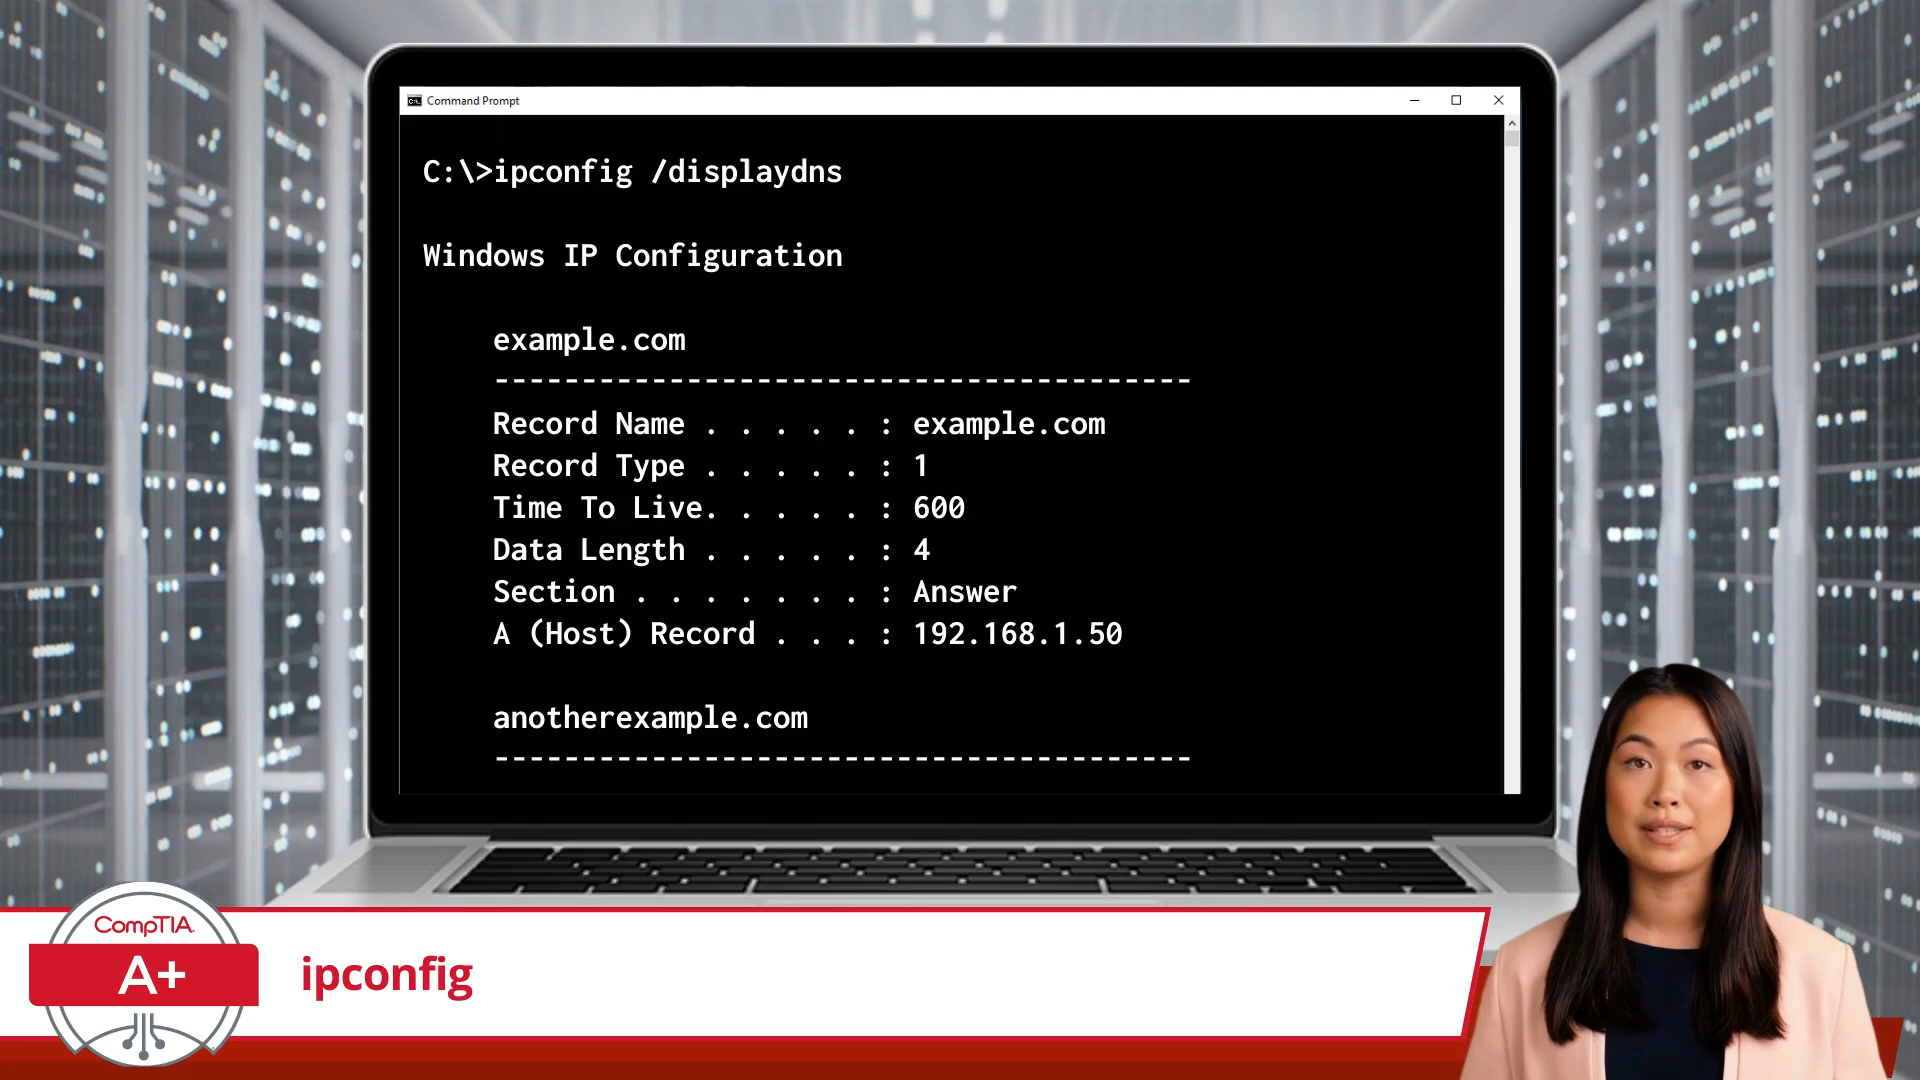 Command Prompt
C:\>ipconfig /displaydns
Windows IP Configuration
example.com
----------------------------------------
Record Name . . . . . : example.com
Record Type . . . . . : 1
Time To Live. . . . . : 600
Data Length . . . . . : 4
Section . . . . . . . : Answer
A (Host) Record . . . : 192.168.1.50
anotherexample.com
----------------------------------------
CompTIA.
A+
ipconfig